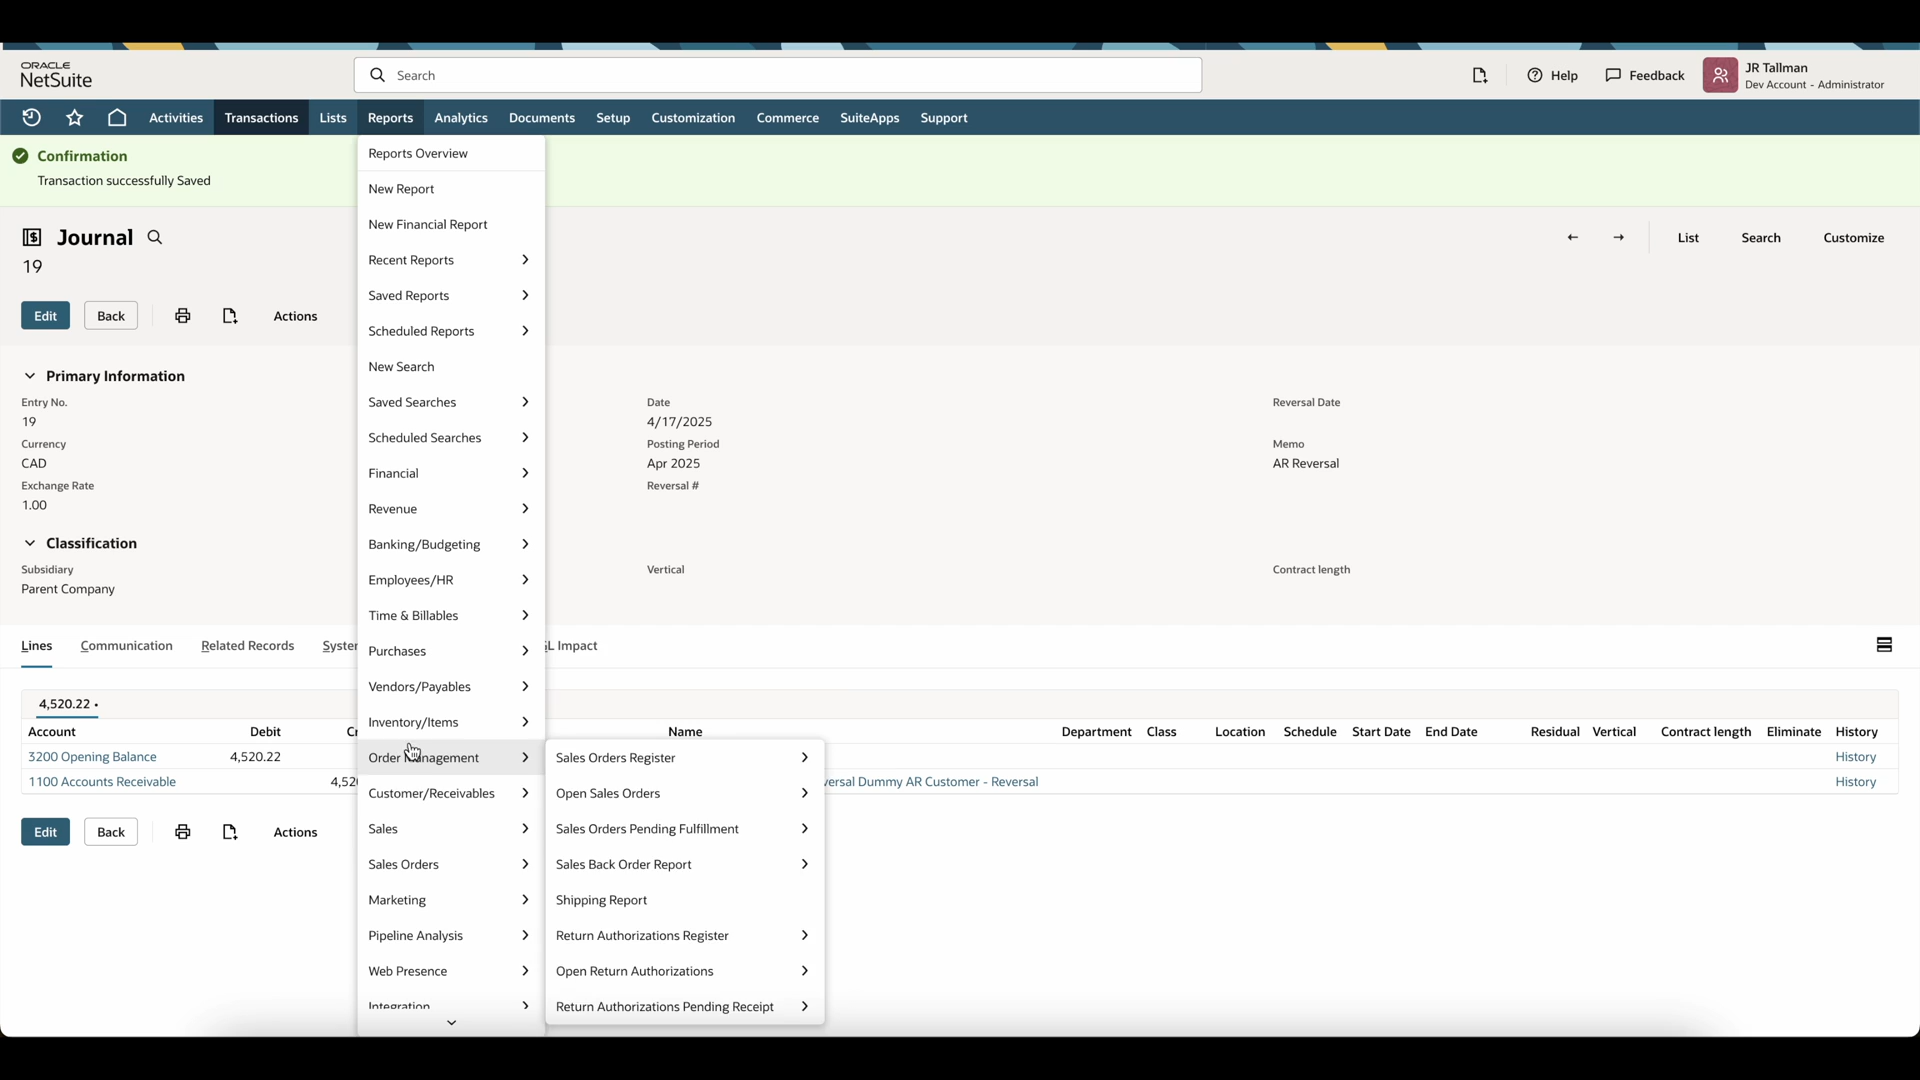 ORACLE
NetSuite
Search
Help
Feedback
JR Tallman
Dev Account - Administrator
Activities
Transactions
Lists
Reports
Analytics
Documents
Setup
Customization
Commerce
SuiteApps
Support
Confirmation
Transaction successfully Saved
Journal
19
List
Search
Customize
Edit
Back
Actions
Primary Information
Entry No.
19
Currency
CAD
Exchange Rate
1.00
Date
4/17/2025
Posting Period
Apr 2025
Reversal #
Reversal Date
Memo
AR Reversal
Classification
Subsidiary
Parent Company
Vertical
Contract length
Lines
Communication
Related Records
Impact
4,520.22 •
Account Debit Name Department Class Location Schedule Start Date End Date Residual Vertical Contract length Eliminate History
3200 Opening Balance 4,520.22 History
1100 Accounts Receivable Dummy AR Customer - Reversal History
Edit
Back
Actions
Reports Overview
New Report
New Financial Report
Recent Reports
Saved Reports
Scheduled Reports
New Search
Saved Searches
Scheduled Searches
Financial
Revenue
Banking/Budgeting
Employees/HR
Time & Billables
Purchases
Vendors/Payables
Inventory/Items
Order Management
Customer/Receivables
Sales
Sales Orders
Marketing
Pipeline Analysis
Web Presence
Integration
Sales Orders Register
Open Sales Orders
Sales Orders Pending Fulfillment
Sales Back Order Report
Shipping Report
Return Authorizations Register
Open Return Authorizations
Return Authorizations Pending Receipt